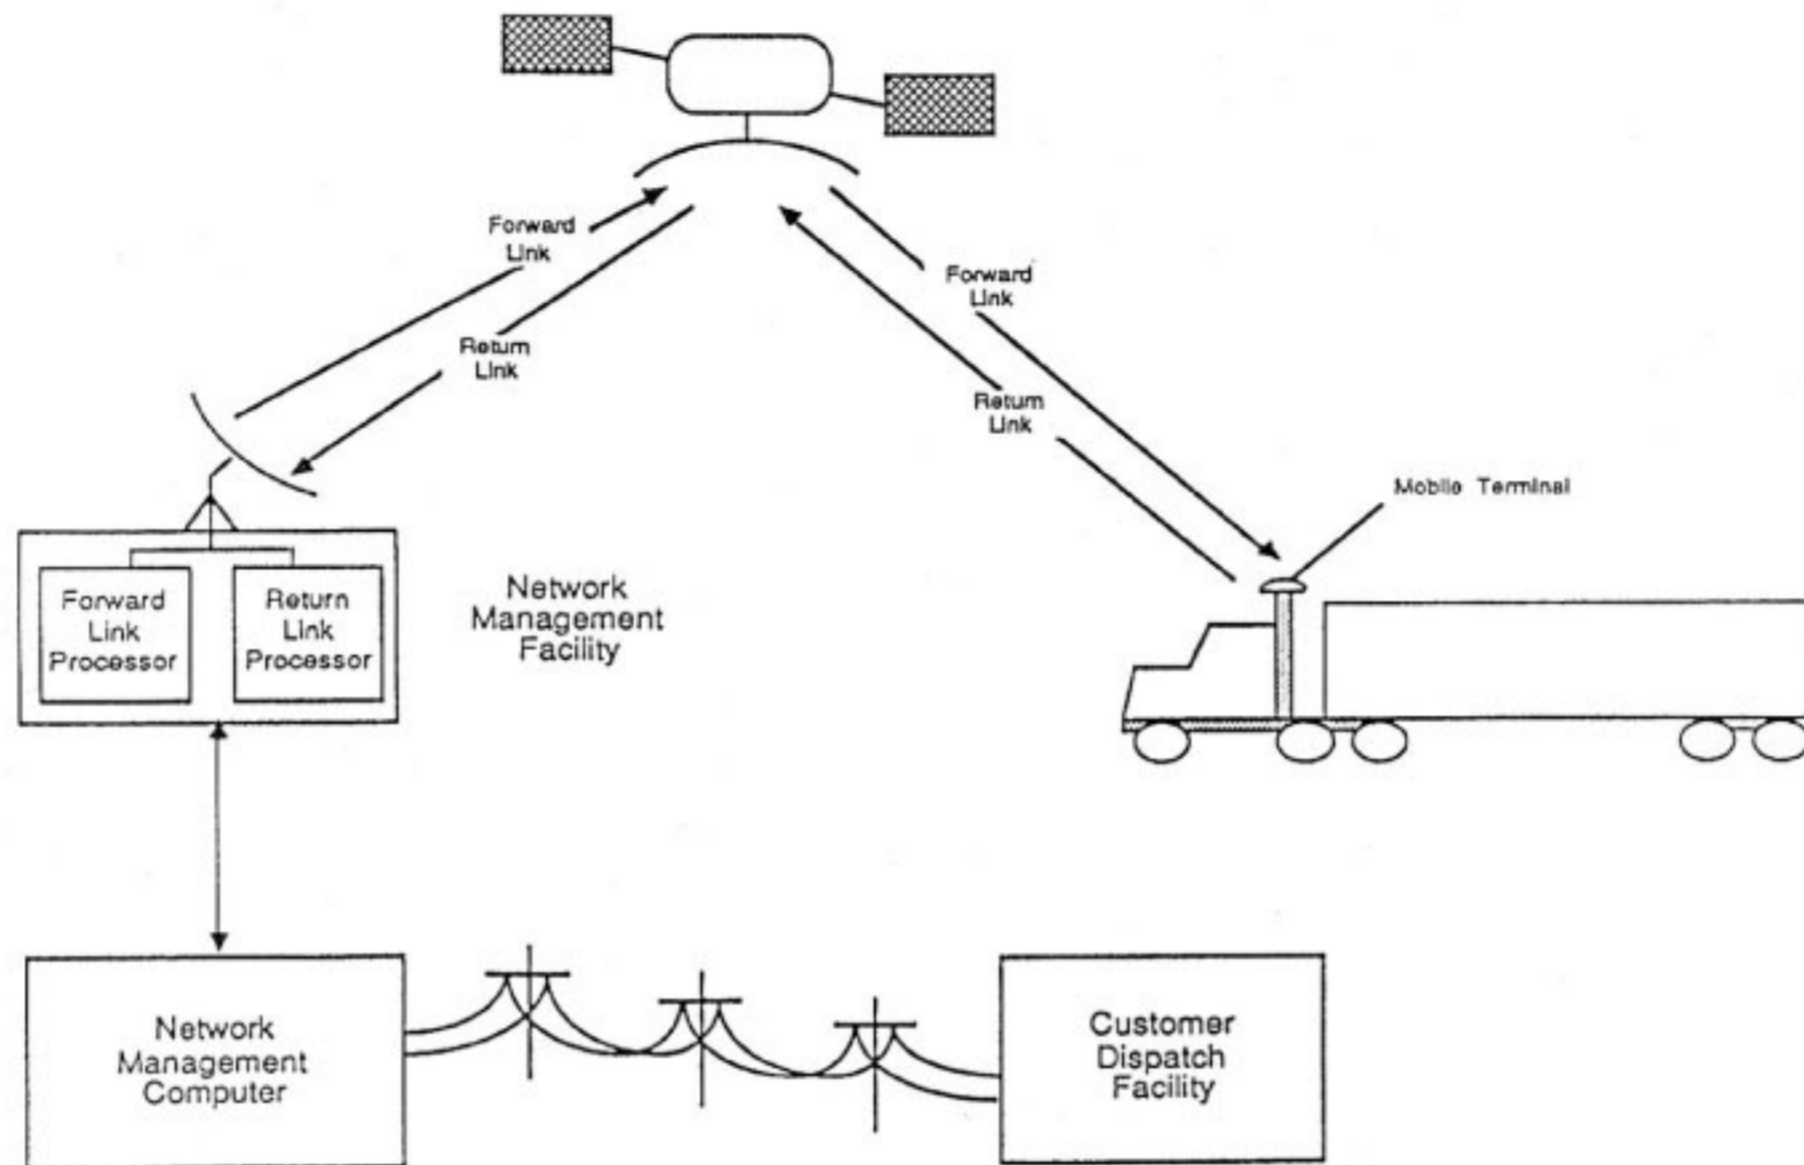 Forward
Link
Return
Link
Forward
Link
Return
Link
Mobile Terminal
Forward
Link
Processor
Return
Link
Processor
Network
Management
Facility
Network
Management
Computer
Customer
Dispatch
Facility